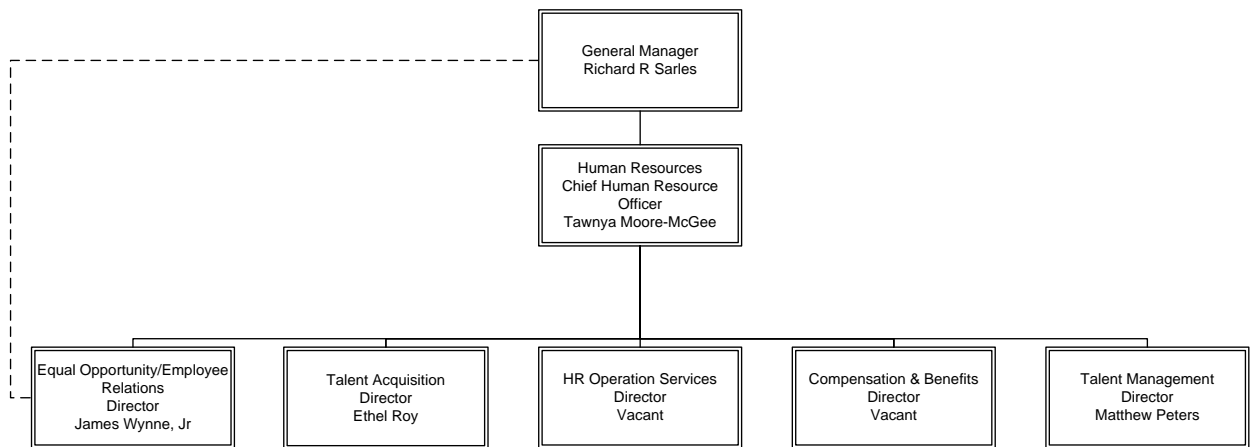 General Manager
Richard R Sarles
Human Resources
Chief Human Resource
Officer
Tawnya Moore-McGee
Equal Opportunity/Employee
Relations
Director
James Wynne, Jr
Talent Acquisition
Director
Ethel Roy
HR Operation Services
Director
Vacant
Compensation & Benefits
Director
Vacant
Talent Management
Director
Matthew Peters